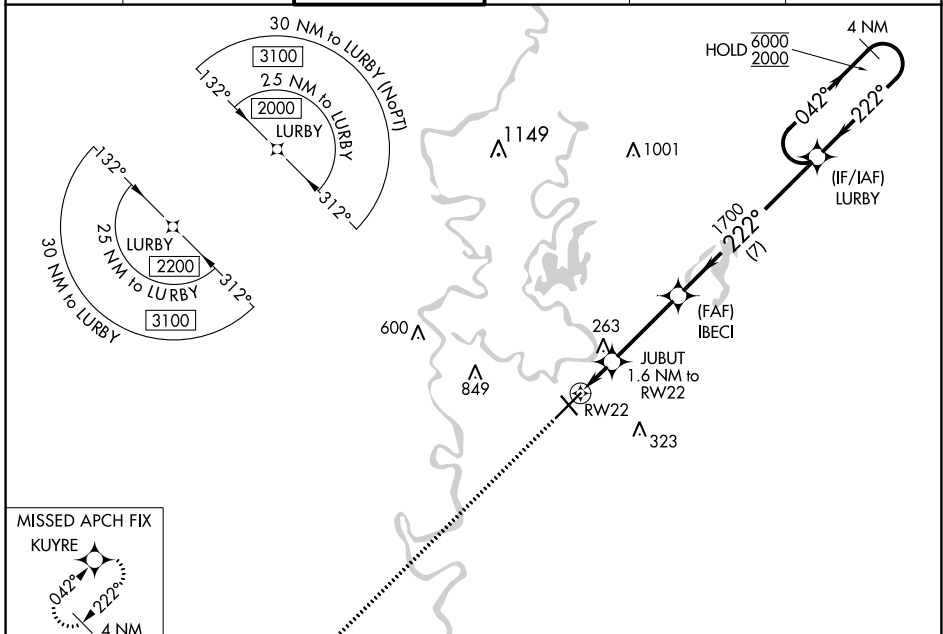 30 NM to LURBY (NoPT)
3100
25 NM to LURBY
2000
132°
LURBY
312°
132°
LURBY
2200
25 NM to LURBY
312°
3100
30 NM to LURBY
HOLD 6000
2000
4 NM
042°
222°
(IF/IAF)
LURBY
1149
1001
1700
222°
(7)
(FAF)
IBECI
600
263
JUBUT
1.6 NM to
RW22
849
RW22
323
MISSED APCH FIX
KUYRE
042°
222°
4 NM